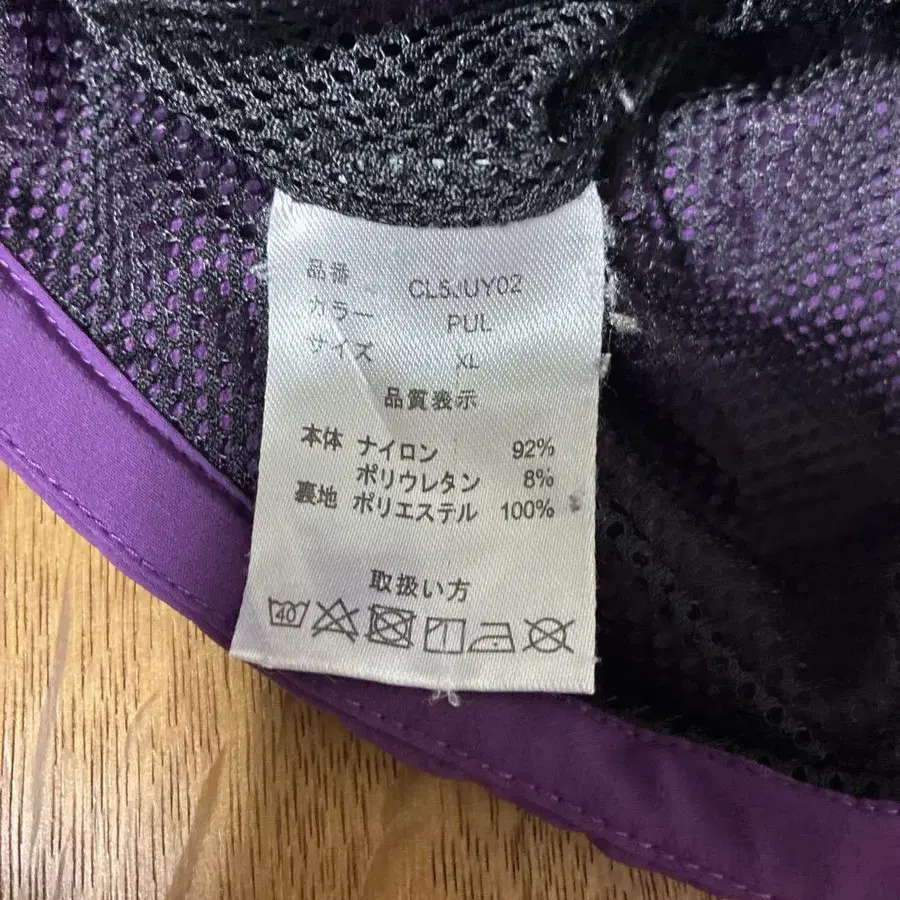 品番 CL5JUY02
カラー PUL
サイズ XL
品質表示
本体 ナイロン 92%
ポリウレタン 8%
裏地 ポリエステル 100%
取扱い方
40